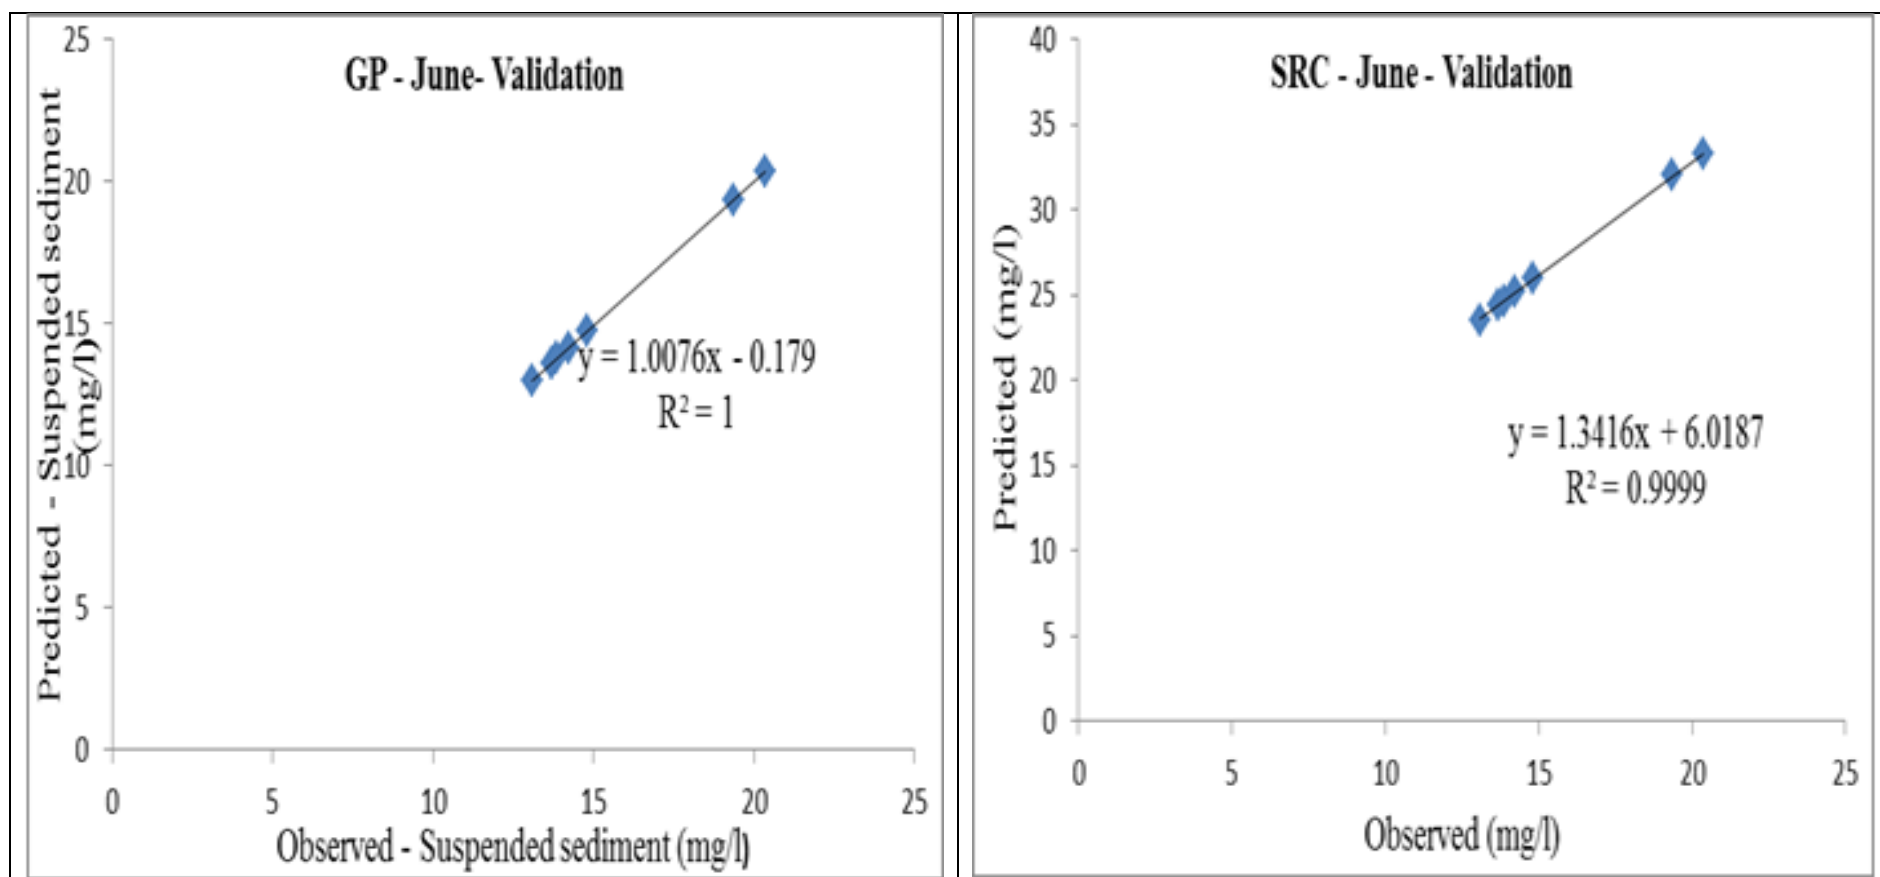 GP - June- Validation
Predicted - Suspended sediment
(mg/l)
25
20
15
10
5
0
y = 1.0076x - 0.179
R² = 1
0 5 10 15 20 25
Observed - Suspended sediment (mg/l)
SRC - June - Validation
Predicted (mg/l)
40
35
30
25
20
15
10
5
0
y = 1.3416x + 6.0187
R² = 0.9999
0 5 10 15 20 25
Observed (mg/l)